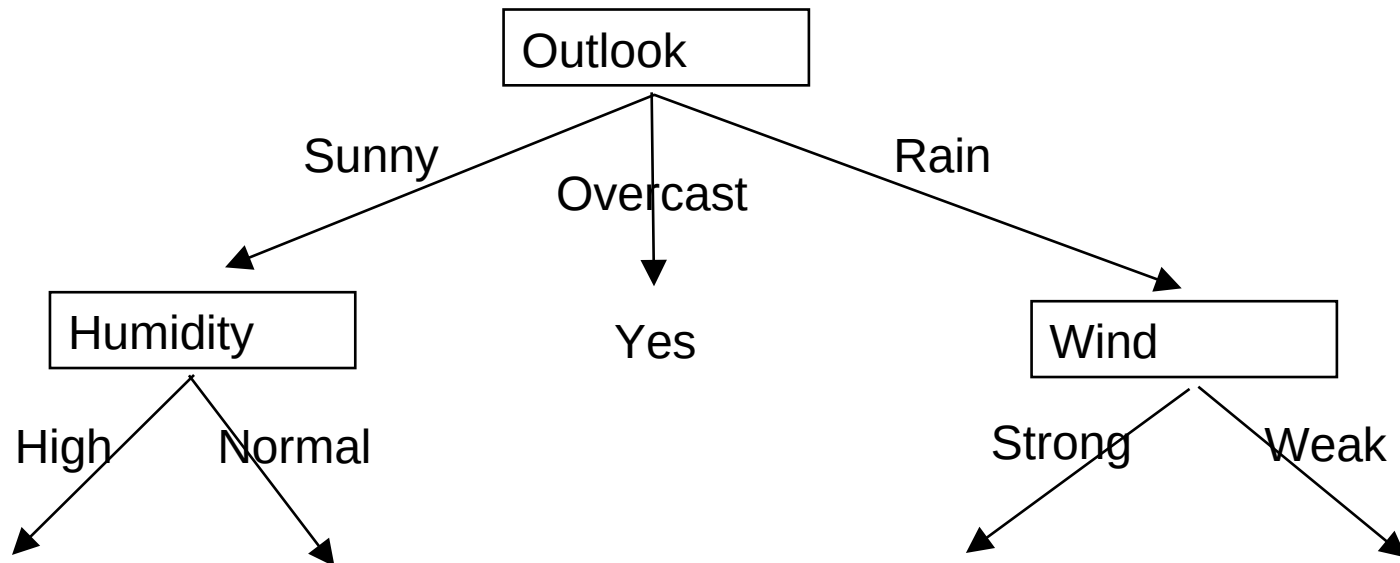 Outlook
Sunny
Overcast
Rain
Humidity
Yes
Wind
High
Normal
Strong
Weak